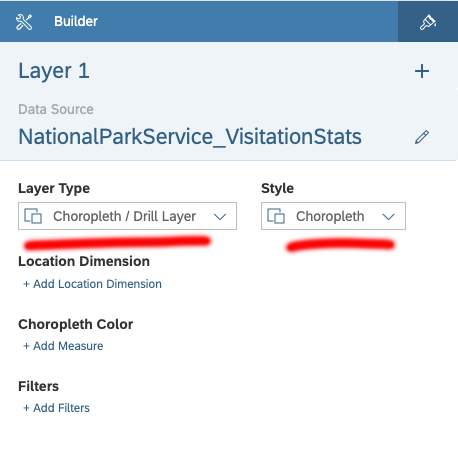 Builder
Layer 1
Data Source
NationalParkService_VisitationStats
Layer Type Style
Choropleth / Drill Layer Choropleth
Location Dimension
+ Add Location Dimension
Choropleth Color
+ Add Measure
Filters
+ Add Filters